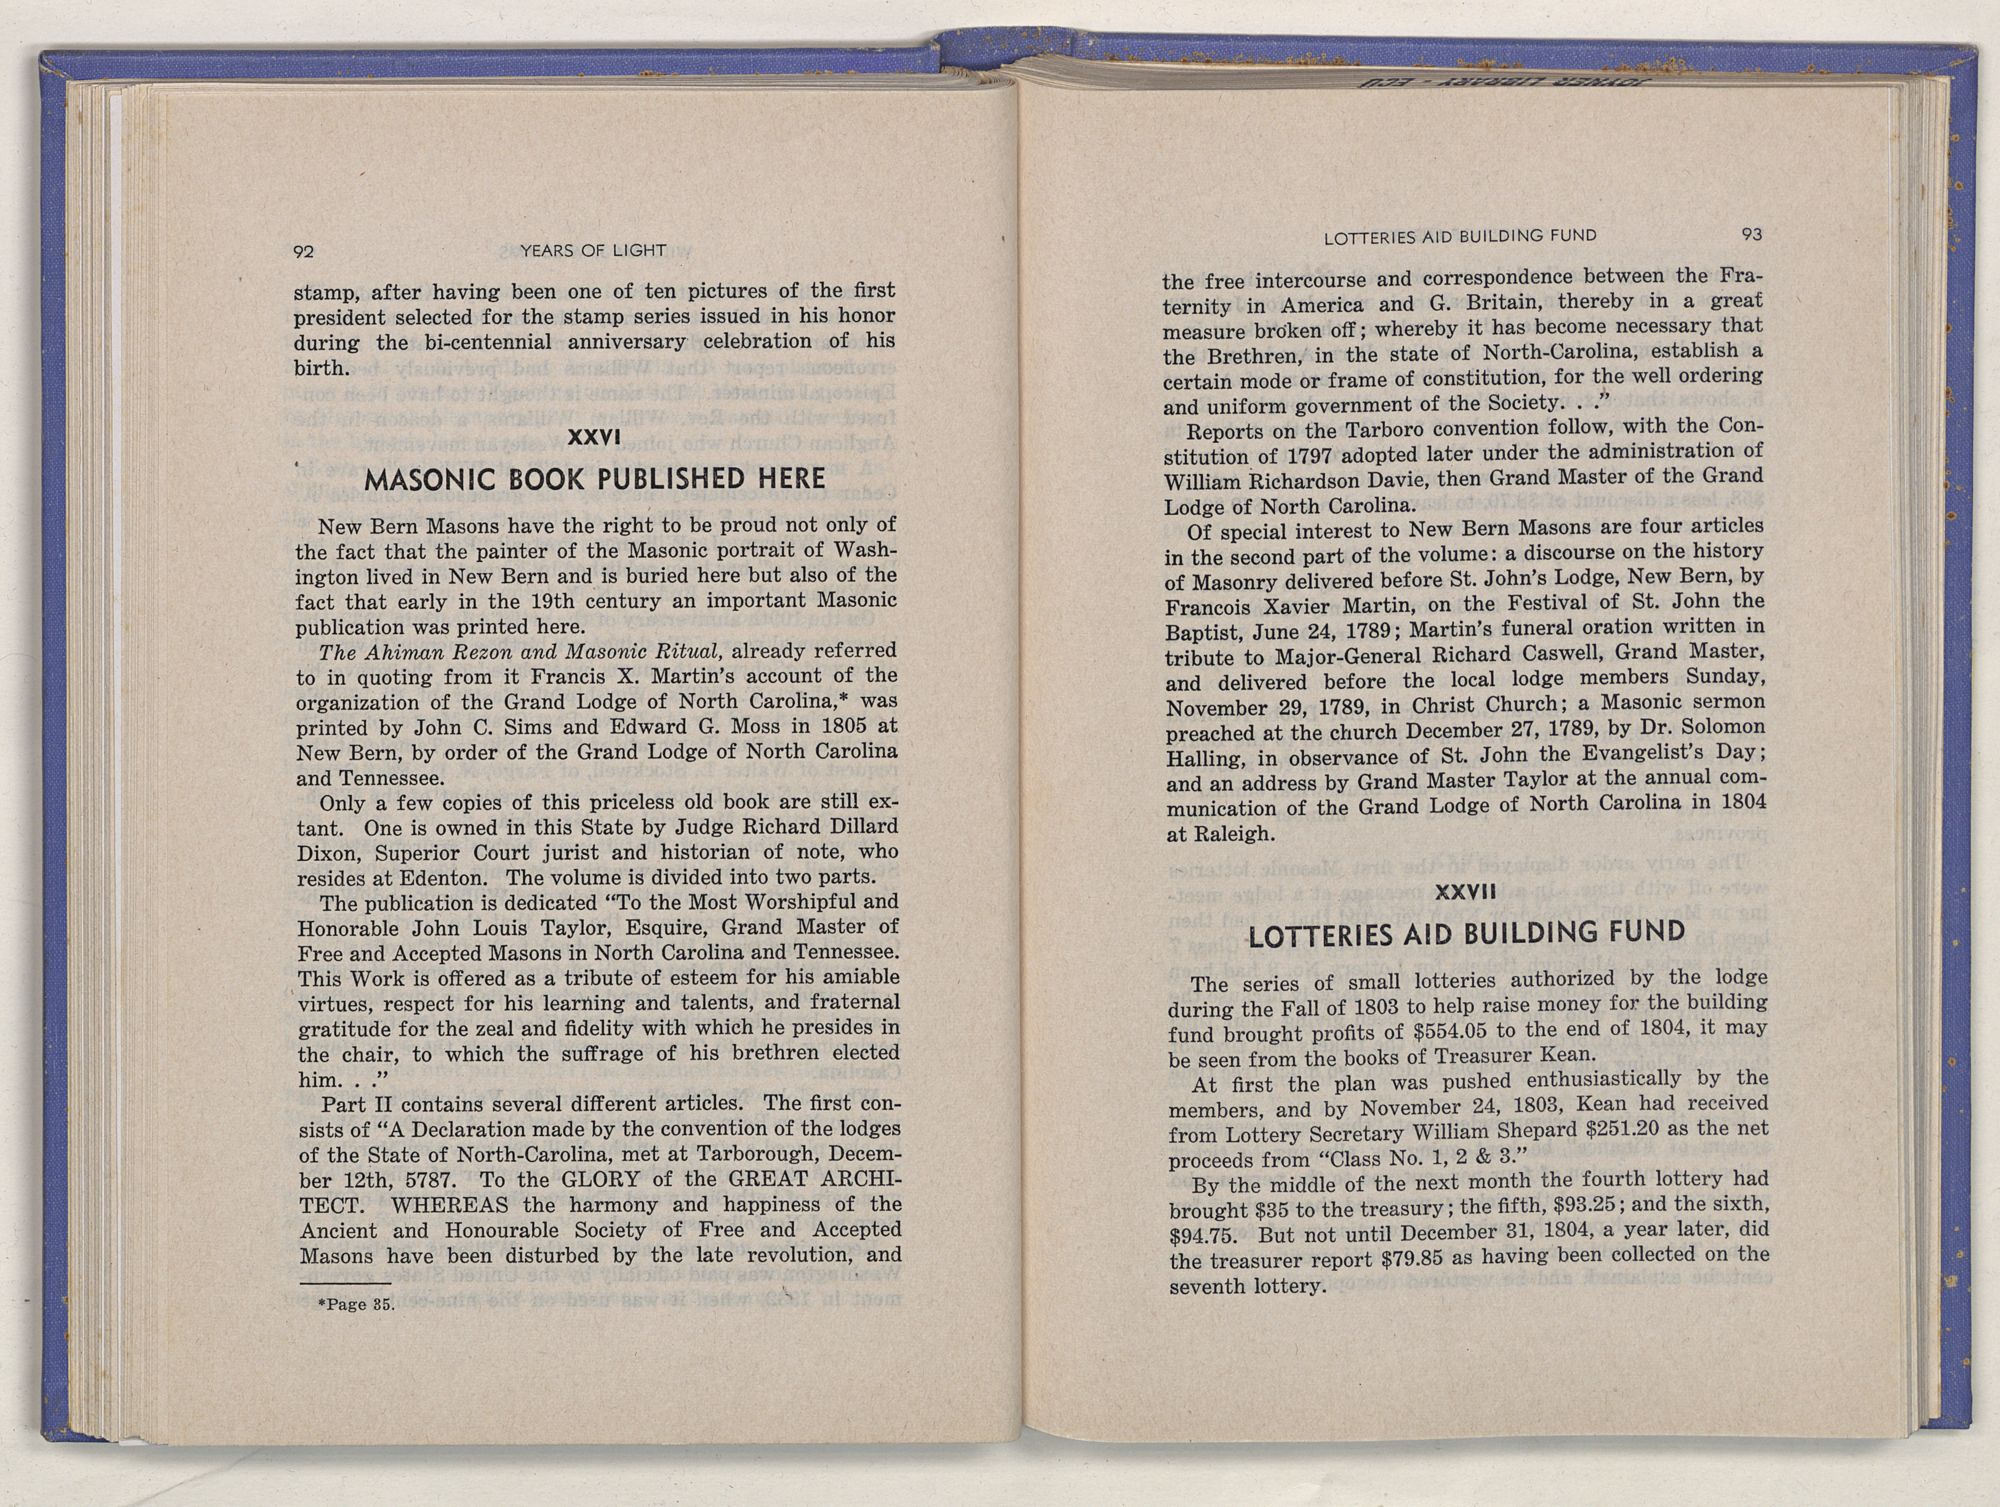 92
YEARS OF LIGHT
stamp, after having been one of ten pictures of the first
president selected for the stamp series issued in his honor
during the bi-centennial anniversary celebration of his
birth.
XXVI
MASONIC BOOK PUBLISHED HERE
New Bern Masons have the right to be proud not only of
the fact that the painter of the Masonic portrait of Wash-
ington lived in New Bern and is buried here but also of the
fact that early in the 19th century an important Masonic
publication was printed here.
The Ahiman Rezon and Masonic Ritual, already referred
to in quoting from it Francis X. Martin's account of the
organization of the Grand Lodge of North Carolina,* was
printed by John C. Sims and Edward G. Moss in 1805 at
New Bern, by order of the Grand Lodge of North Carolina
and Tennessee.
Only a few copies of this priceless old book are still ex-
tant. One is owned in this State by Judge Richard Dillard
Dixon, Superior Court jurist and historian of note, who
resides at Edenton. The volume is divided into two parts.
The publication is dedicated “To the Most Worshipful and
Honorable John Louis Taylor, Esquire, Grand Master of
Free and Accepted Masons in North Carolina and Tennessee.
This Work is offered as a tribute of esteem for his amiable
virtues, respect for his learning and talents, and fraternal
gratitude for the zeal and fidelity with which he presides in
the chair, to which the suffrage of his brethren elected
him. . .”
Part II contains several different articles. The first con-
sists of “A Declaration made by the convention of the lodges
of the State of North-Carolina, met at Tarborough, Decem-
ber 12th, 5787. To the GLORY of the GREAT ARCHI-
TECT. WHEREAS the harmony and happiness of the
Ancient and Honourable Society of Free and Accepted
Masons have been disturbed by the late revolution, and
*Page 35.
JOYNER LIBRARY - ECU
LOTTERIES AID BUILDING FUND
93
the free intercourse and correspondence between the Fra-
ternity in America and G. Britain, thereby in a great
measure broken off; whereby it has become necessary that
the Brethren, in the state of North-Carolina, establish a
certain mode or frame of constitution, for the well ordering
and uniform government of the Society. . .”
Reports on the Tarboro convention follow, with the Con-
stitution of 1797 adopted later under the administration of
William Richardson Davie, then Grand Master of the Grand
Lodge of North Carolina.
Of special interest to New Bern Masons are four articles
in the second part of the volume: a discourse on the history
of Masonry delivered before St. John's Lodge, New Bern, by
Francois Xavier Martin, on the Festival of St. John the
Baptist, June 24, 1789; Martin's funeral oration written in
tribute to Major-General Richard Caswell, Grand Master,
and delivered before the local lodge members Sunday,
November 29, 1789, in Christ Church; a Masonic sermon
preached at the church December 27, 1789, by Dr. Solomon
Halling, in observance of St. John the Evangelist's Day;
and an address by Grand Master Taylor at the annual com-
munication of the Grand Lodge of North Carolina in 1804
at Raleigh.
XXVII
LOTTERIES AID BUILDING FUND
The series of small lotteries authorized by the lodge
during the Fall of 1803 to help raise money for the building
fund brought profits of $554.05 to the end of 1804, it may
be seen from the books of Treasurer Kean.
At first the plan was pushed enthusiastically by the
members, and by November 24, 1803, Kean had received
from Lottery Secretary William Shepard $251.20 as the net
proceeds from “Class No. 1, 2 & 3.”
By the middle of the next month the fourth lottery had
brought $35 to the treasury; the fifth, $93.25; and the sixth,
$94.75. But not until December 31, 1804, a year later, did
the treasurer report $79.85 as having been collected on the
seventh lottery.